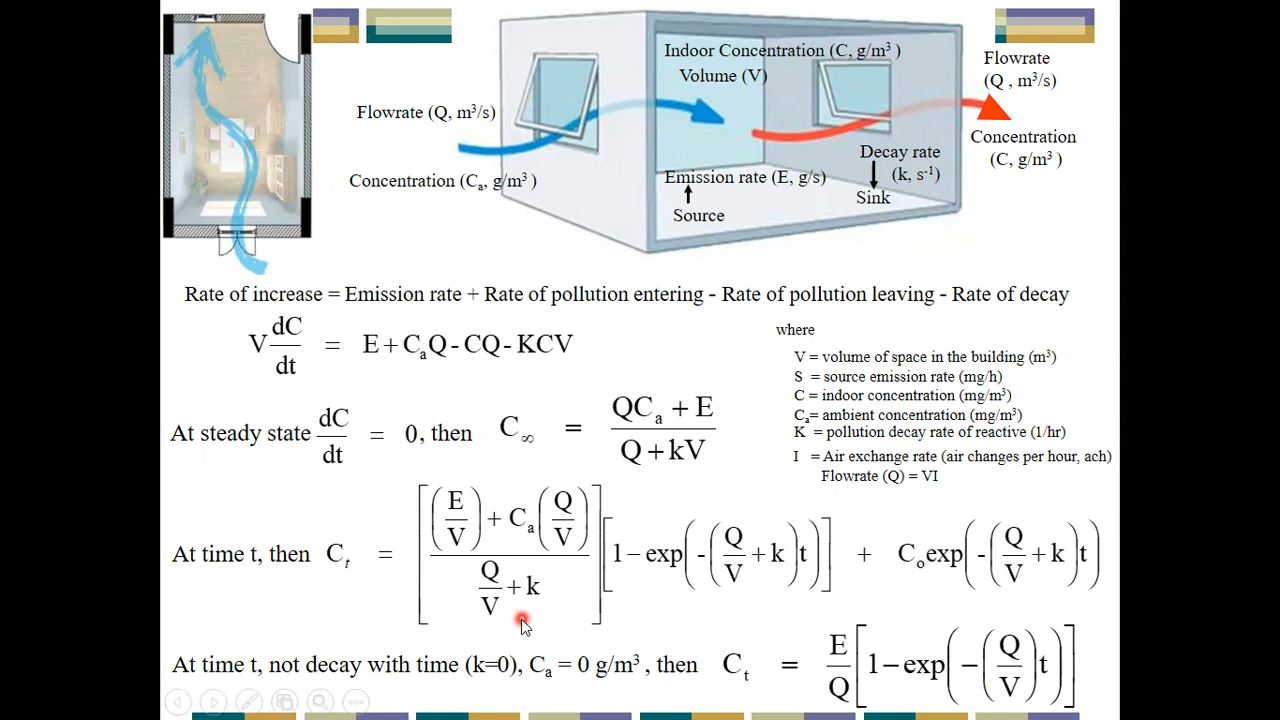 Indoor Concentration (C, g/m³ )
Volume (V)
Flowrate
(Q , m³/s)
Flowrate (Q, m³/s)
Concentration
(C, g/m³ )
Decay rate
(k, s⁻¹)
Concentration (Cₐ, g/m³ )
Emission rate (E, g/s)
Sink
Source
Rate of increase = Emission rate + Rate of pollution entering - Rate of pollution leaving - Rate of decay
V dC/dt = E + CₐQ - CQ - KCV
where
V = volume of space in the building (m³)
S = source emission rate (mg/h)
C = indoor concentration (mg/m³)
Cₐ= ambient concentration (mg/m³)
K = pollution decay rate of reactive (1/hr)
I = Air exchange rate (air changes per hour, ach)
Flowrate (Q) = VI
At steady state dC/dt = 0, then C∞ = (QCₐ + E)/(Q + kV)
At time t, then Cₜ = [((E/V) + Cₐ(Q/V))/(Q/V + k)] [1 − exp(-(Q/V + k)t)] + Cₒexp(-(Q/V + k)t)
At time t, not decay with time (k=0), Cₐ = 0 g/m³ , then Cₜ = E/Q [1 − exp(−(Q/V)t)]